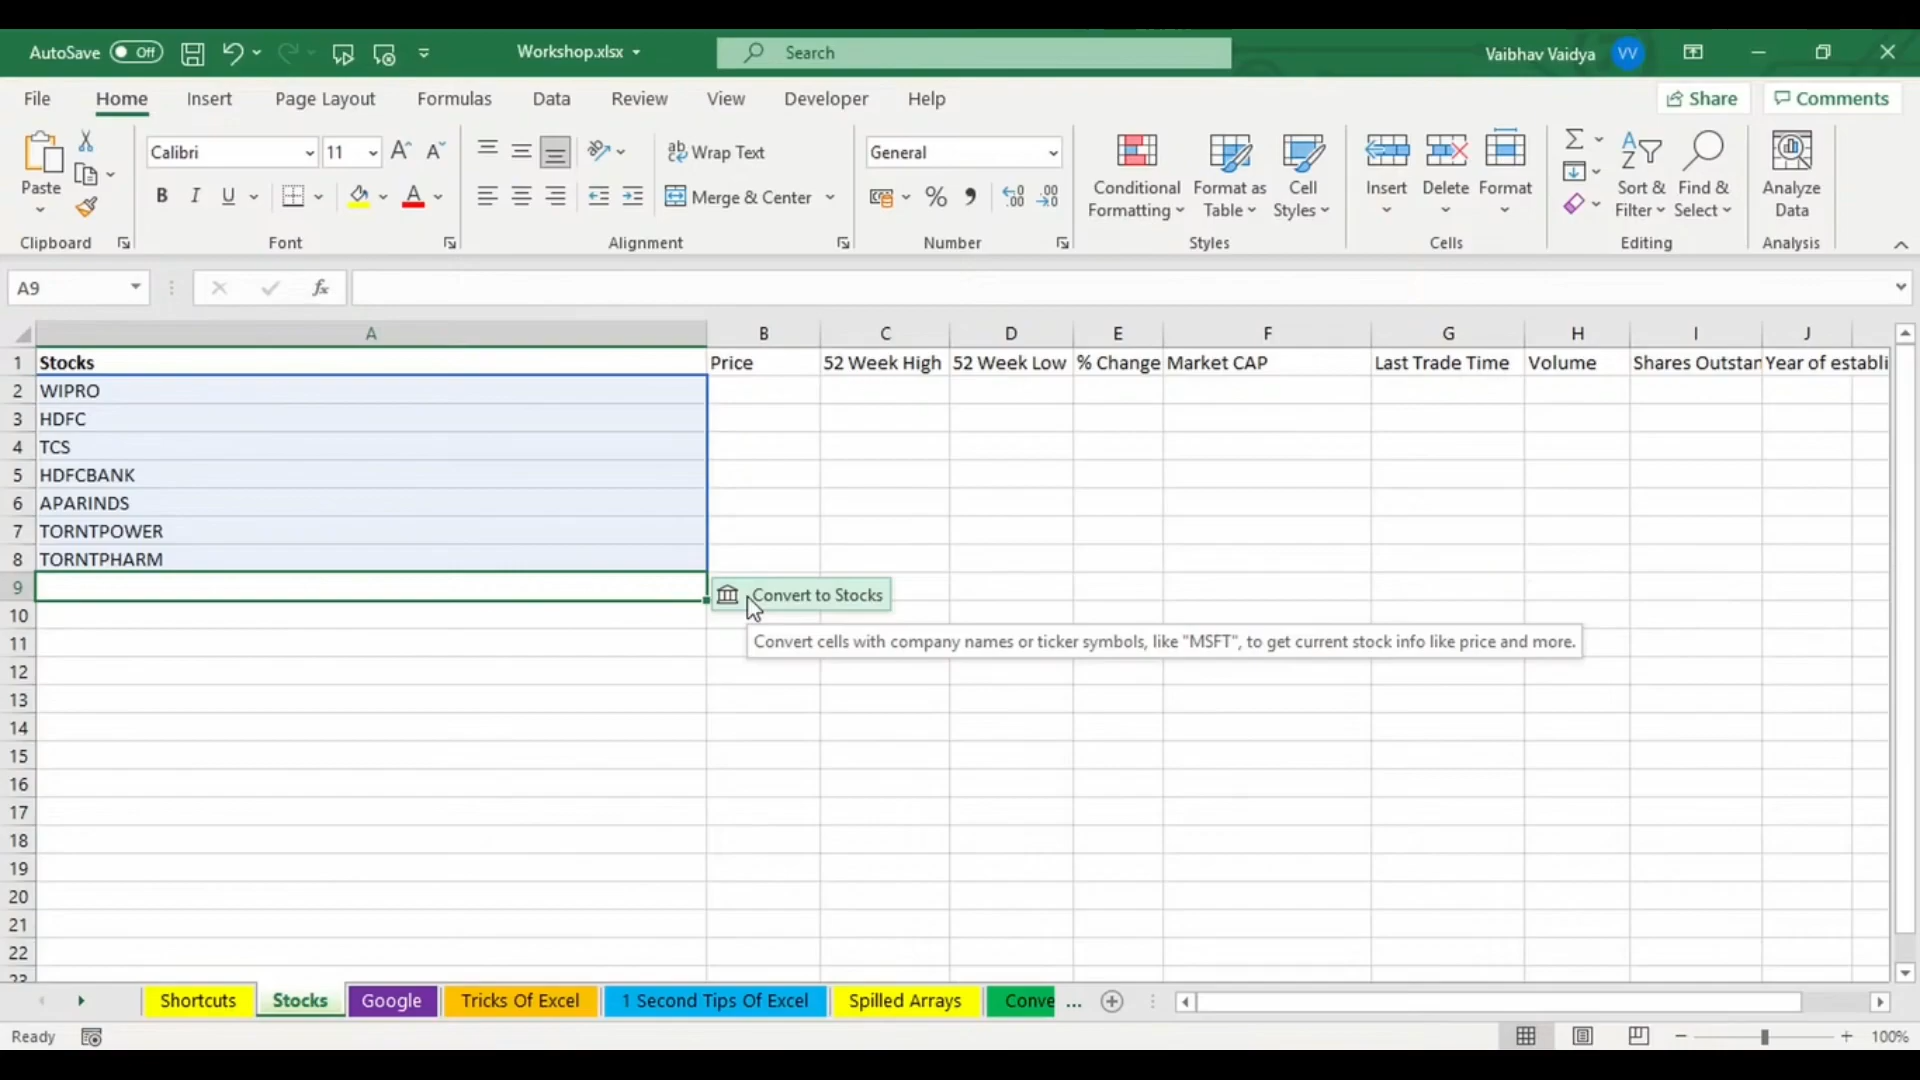 AutoSave Off Workshop.xlsx Search Vaibhav Vaidya VV
File Home Insert Page Layout Formulas Data Review View Developer Help Share Comments
Paste Calibri 11 Wrap Text General Conditional Formatting Format as Table Cell Styles Insert Delete Format Sort & Filter Find & Select Analyze Data
B I U Merge & Center %
Clipboard Font Alignment Number Styles Cells Editing Analysis
A9 fx
A B C D E F G H I J
1 Stocks Price 52 Week High 52 Week Low % Change Market CAP Last Trade Time Volume Shares Outstan Year of establi
2 WIPRO
3 HDFC
4 TCS
5 HDFCBANK
6 APARINDS
7 TORNTPOWER
8 TORNTPHARM
9 Convert to Stocks
10
11 Convert cells with company names or ticker symbols, like "MSFT", to get current stock info like price and more.
12
13
14
15
16
17
18
19
20
21
22
23
Shortcuts Stocks Google Tricks Of Excel 1 Second Tips Of Excel Spilled Arrays Conve ...
Ready 100%